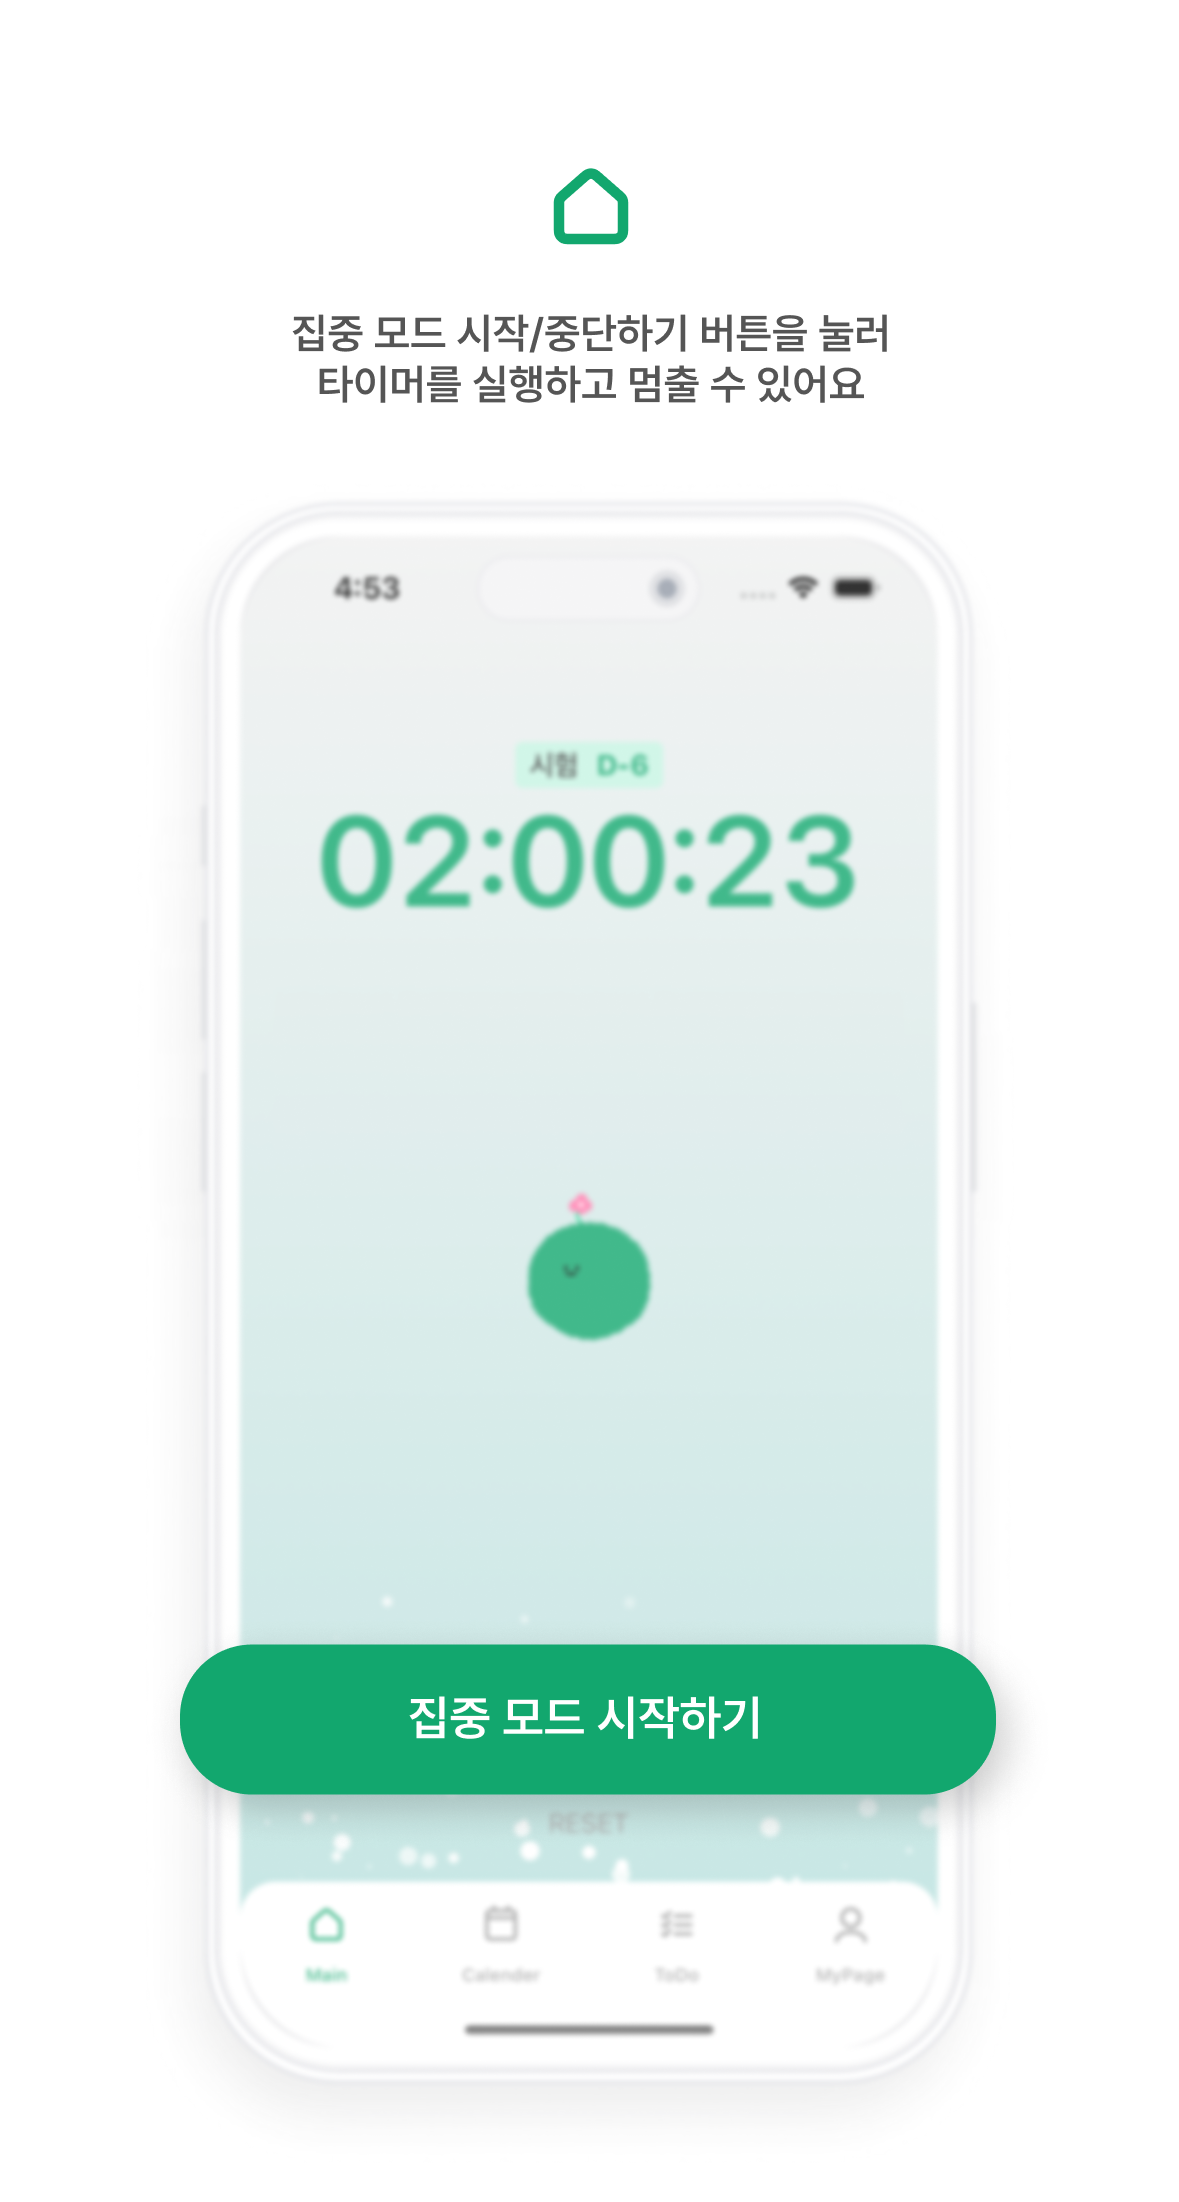 집중 모드 시작/중단하기 버튼을 눌러
타이머를 실행하고 멈출 수 있어요
4:53
시험 D-6
02:00:23
집중 모드 시작하기
RESET
Main Calender ToDo MyPage